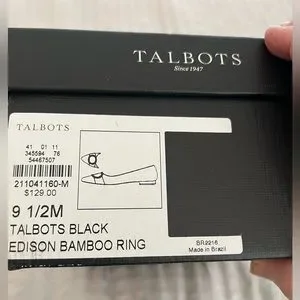 TALBOTS
Since 1947
TALBOTS
41 01 11
345594 76
54467507
211041160-M
$129.00
9 1/2M
TALBOTS BLACK
EDISON BAMBOO RING
BR2216
Made in Brazil